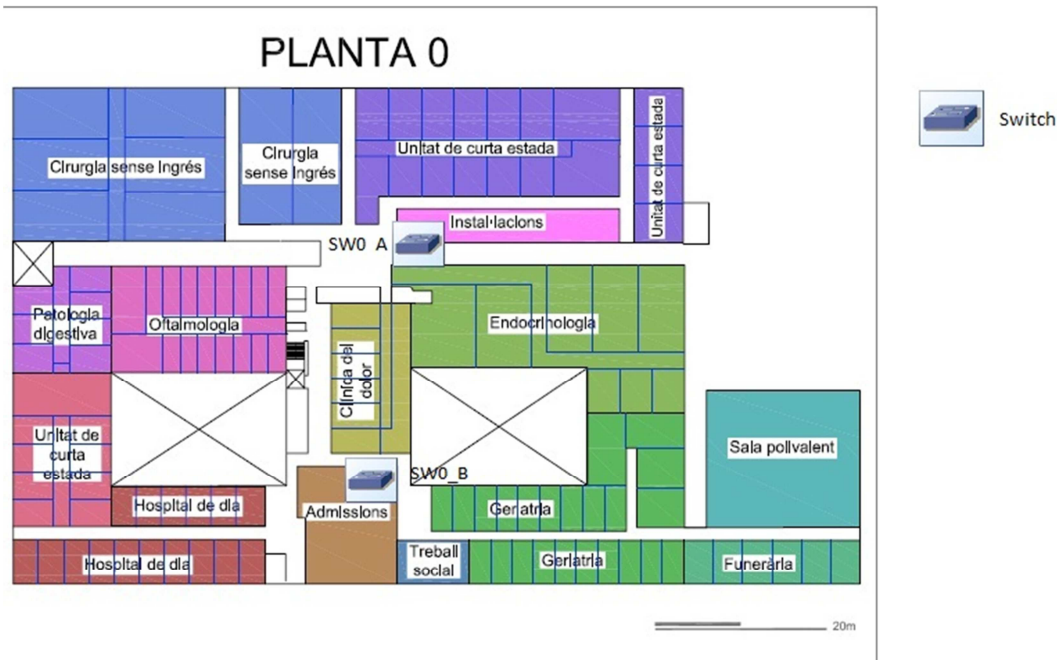 PLANTA 0
Switch
Cirurgia sense ingrés
Cirurgia
sense ingrés
Unitat de curta estada
Unitat de curta estada
Instal·lacions
SW0_A
Patologia
digestiva
Oftalmologia
Endocrinologia
Clínica del
dolor
Unitat de
curta
estada
Sala polivalent
SW0_B
Hospital de dia
Admissions
Geriatria
Hospital de dia
Treball
social
Geriatria
Funerària
20m